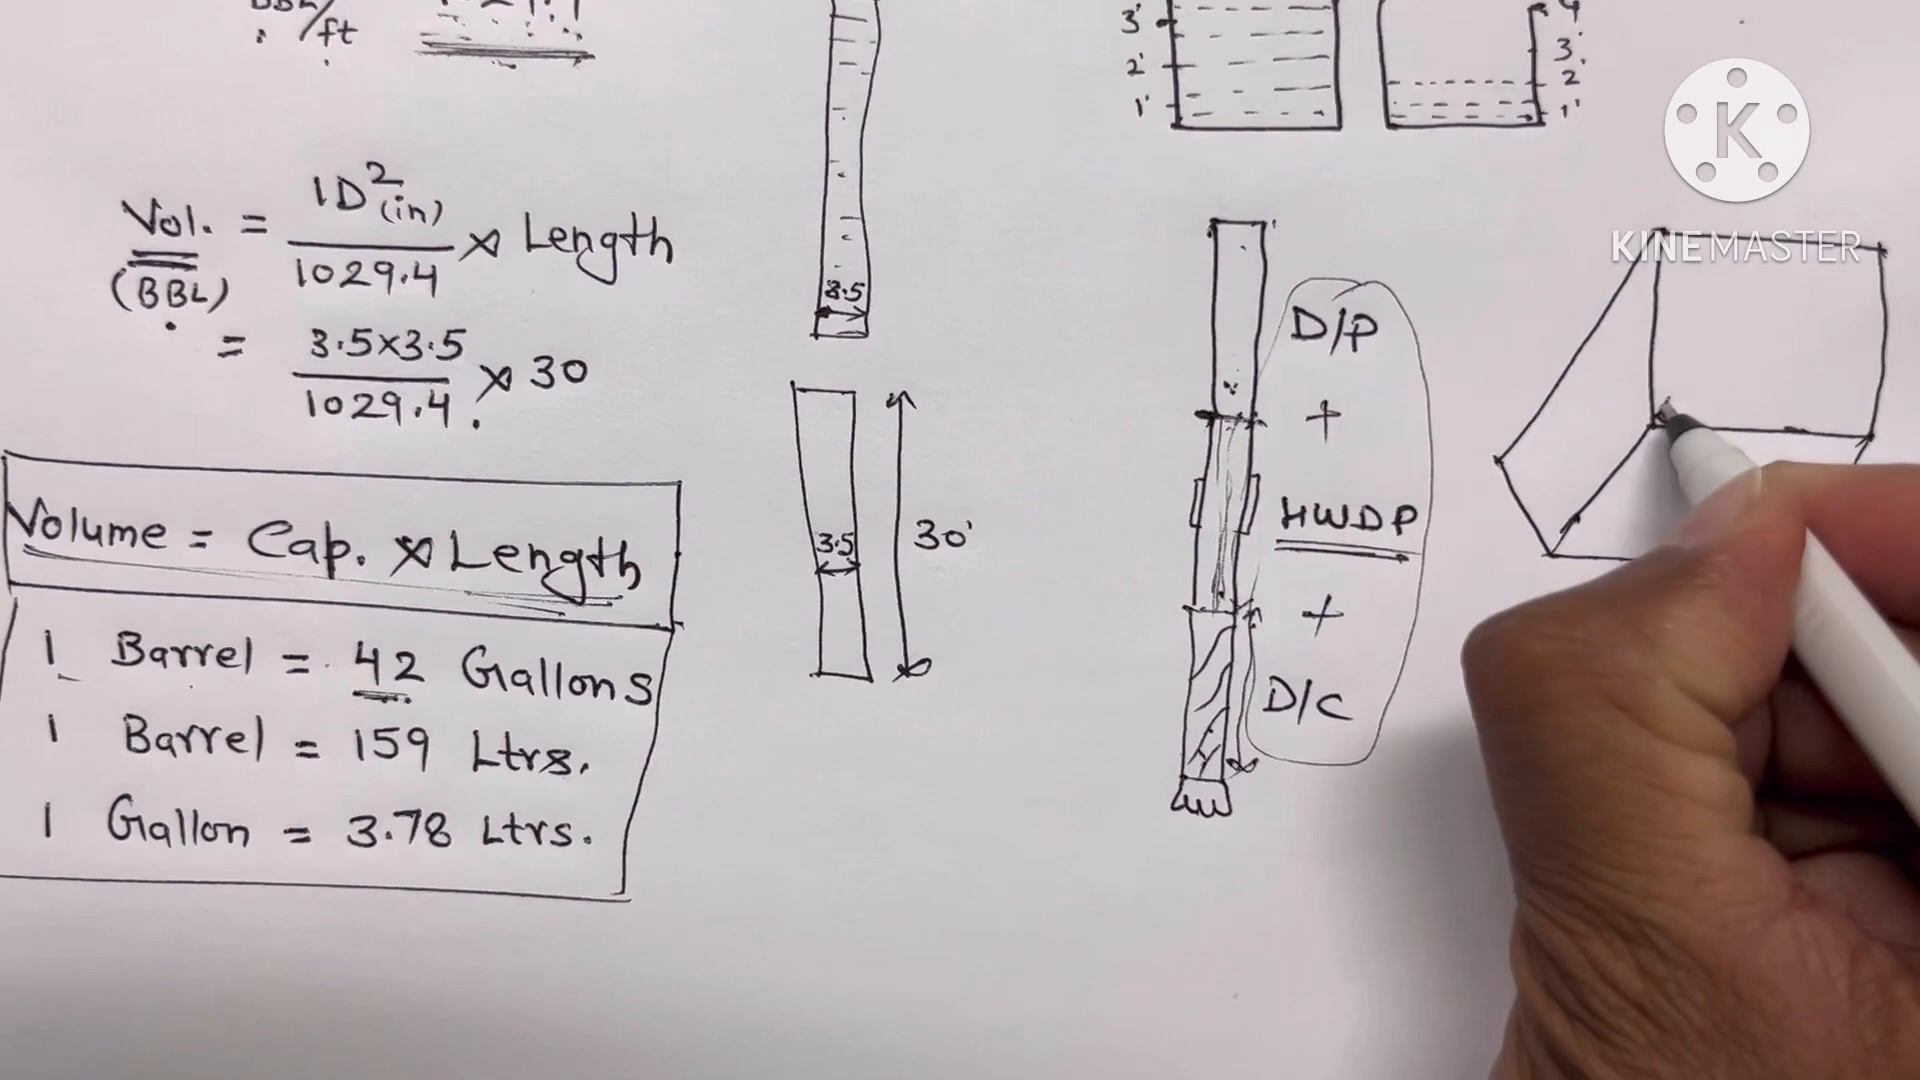 /ft
Vol. = ID²(in) / 1029.4 × Length
(BBL)
= 3.5×3.5 / 1029.4 × 30
Volume = Cap. × Length
1 Barrel = 42 Gallons
1 Barrel = 159 Ltrs.
1 Gallon = 3.78 Ltrs.
3.5
3.5
30'
3'
2'
1'
4
3'
2'
1'
D/P
+
HWDP
+
D/C
K
KINEMASTER